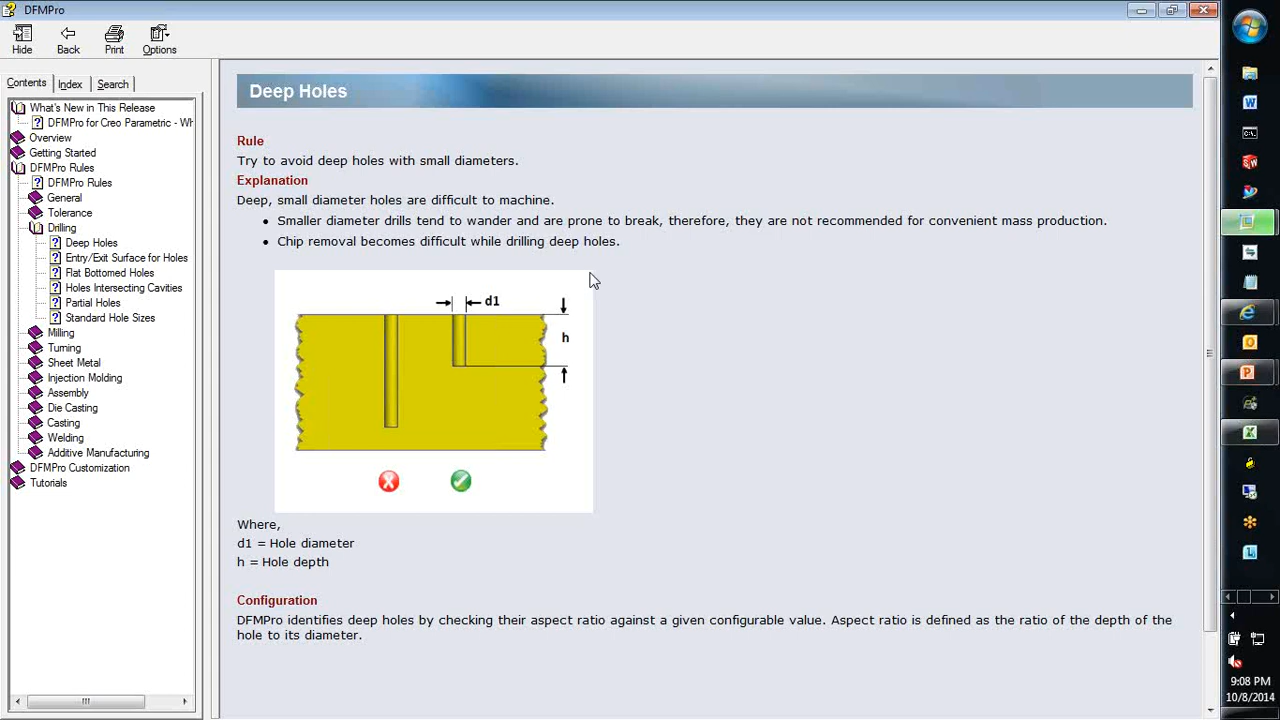 DFMPro
Hide
Back
Print
Options
Contents
Index
Search
What's New in This Release
DFMPro for Creo Parametric - Wh
Overview
Getting Started
DFMPro Rules
DFMPro Rules
General
Tolerance
Drilling
Deep Holes
Entry/Exit Surface for Holes
Flat Bottomed Holes
Holes Intersecting Cavities
Partial Holes
Standard Hole Sizes
Milling
Turning
Sheet Metal
Injection Molding
Assembly
Die Casting
Casting
Welding
Additive Manufacturing
DFMPro Customization
Tutorials
Deep Holes
Rule
Try to avoid deep holes with small diameters.
Explanation
Deep, small diameter holes are difficult to machine.
Smaller diameter drills tend to wander and are prone to break, therefore, they are not recommended for convenient mass production.
Chip removal becomes difficult while drilling deep holes.
d1
h
Where,
d1 = Hole diameter
h = Hole depth
Configuration
DFMPro identifies deep holes by checking their aspect ratio against a given configurable value. Aspect ratio is defined as the ratio of the depth of the
hole to its diameter.
9:08 PM
10/8/2014